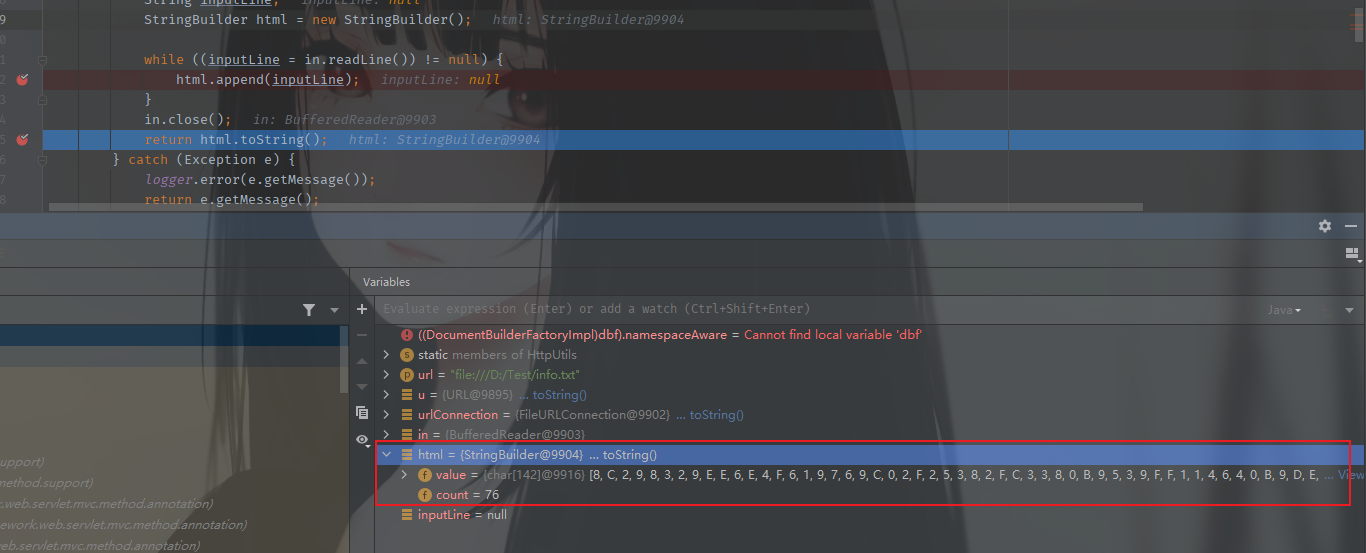 String inputLine; inputLine: null
9 StringBuilder html = new StringBuilder(); html: StringBuilder@9904
0
1 while ((inputLine = in.readLine()) != null) {
2 html.append(inputLine); inputLine: null
3 }
4 in.close(); in: BufferedReader@9903
5 return html.toString(); html: StringBuilder@9904
6 } catch (Exception e) {
7 logger.error(e.getMessage());
8 return e.getMessage();
Variables
Evaluate expression (Enter) or add a watch (Ctrl+Shift+Enter) Java
((DocumentBuilderFactoryImpl)dbf).namespaceAware = Cannot find local variable 'dbf'
static members of HttpUtils
url = "file:///D:/Test/info.txt"
u = {URL@9895} ... toString()
urlConnection = {FileURLConnection@9902} ... toString()
in = {BufferedReader@9903}
html = {StringBuilder@9904} ... toString()
value = {char[142]@9916} [8, C, 2, 9, 8, 3, 2, 9, E, E, 6, E, 4, F, 6, 1, 9, 7, 6, 9, C, 0, 2, F, 2, 5, 3, 8, 2, F, C, 3, 3, 8, 0, B, 9, 5, 3, 9, F, F, 1, 1, 4, 6, 4, 0, B, 9, D, E, ... View
count = 76
inputLine = null
support)
method.support)
.web.servlet.mvc.method.annotation)
ework.web.servlet.mvc.method.annotation)
eb.servlet.mvc.method.annotation)